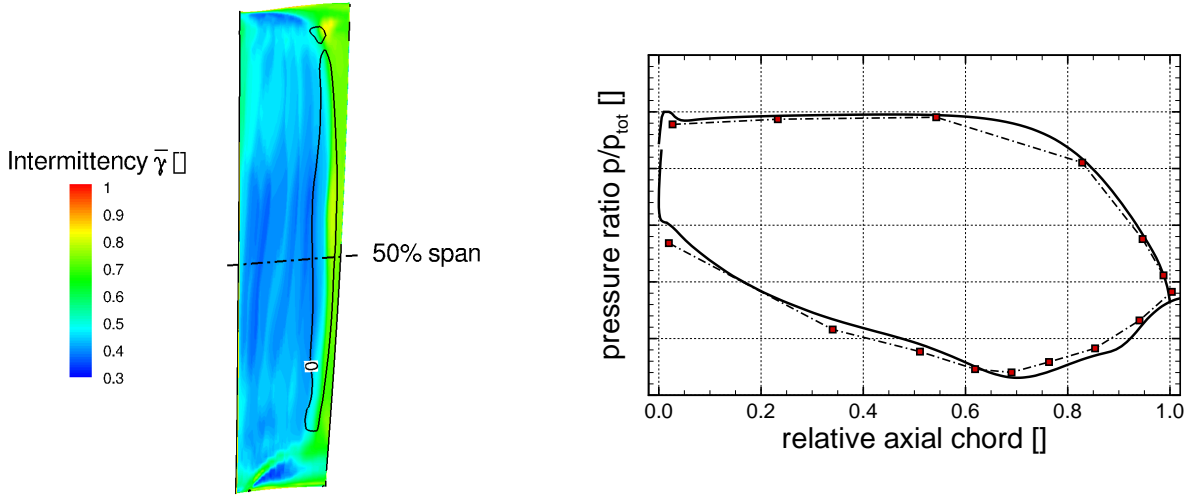 Intermittency γ̅ []
1
0.9
0.8
0.7
0.6
0.5
0.4
0.3
50% span
0
pressure ratio p/p_tot []
0.0 0.2 0.4 0.6 0.8 1.0
relative axial chord []